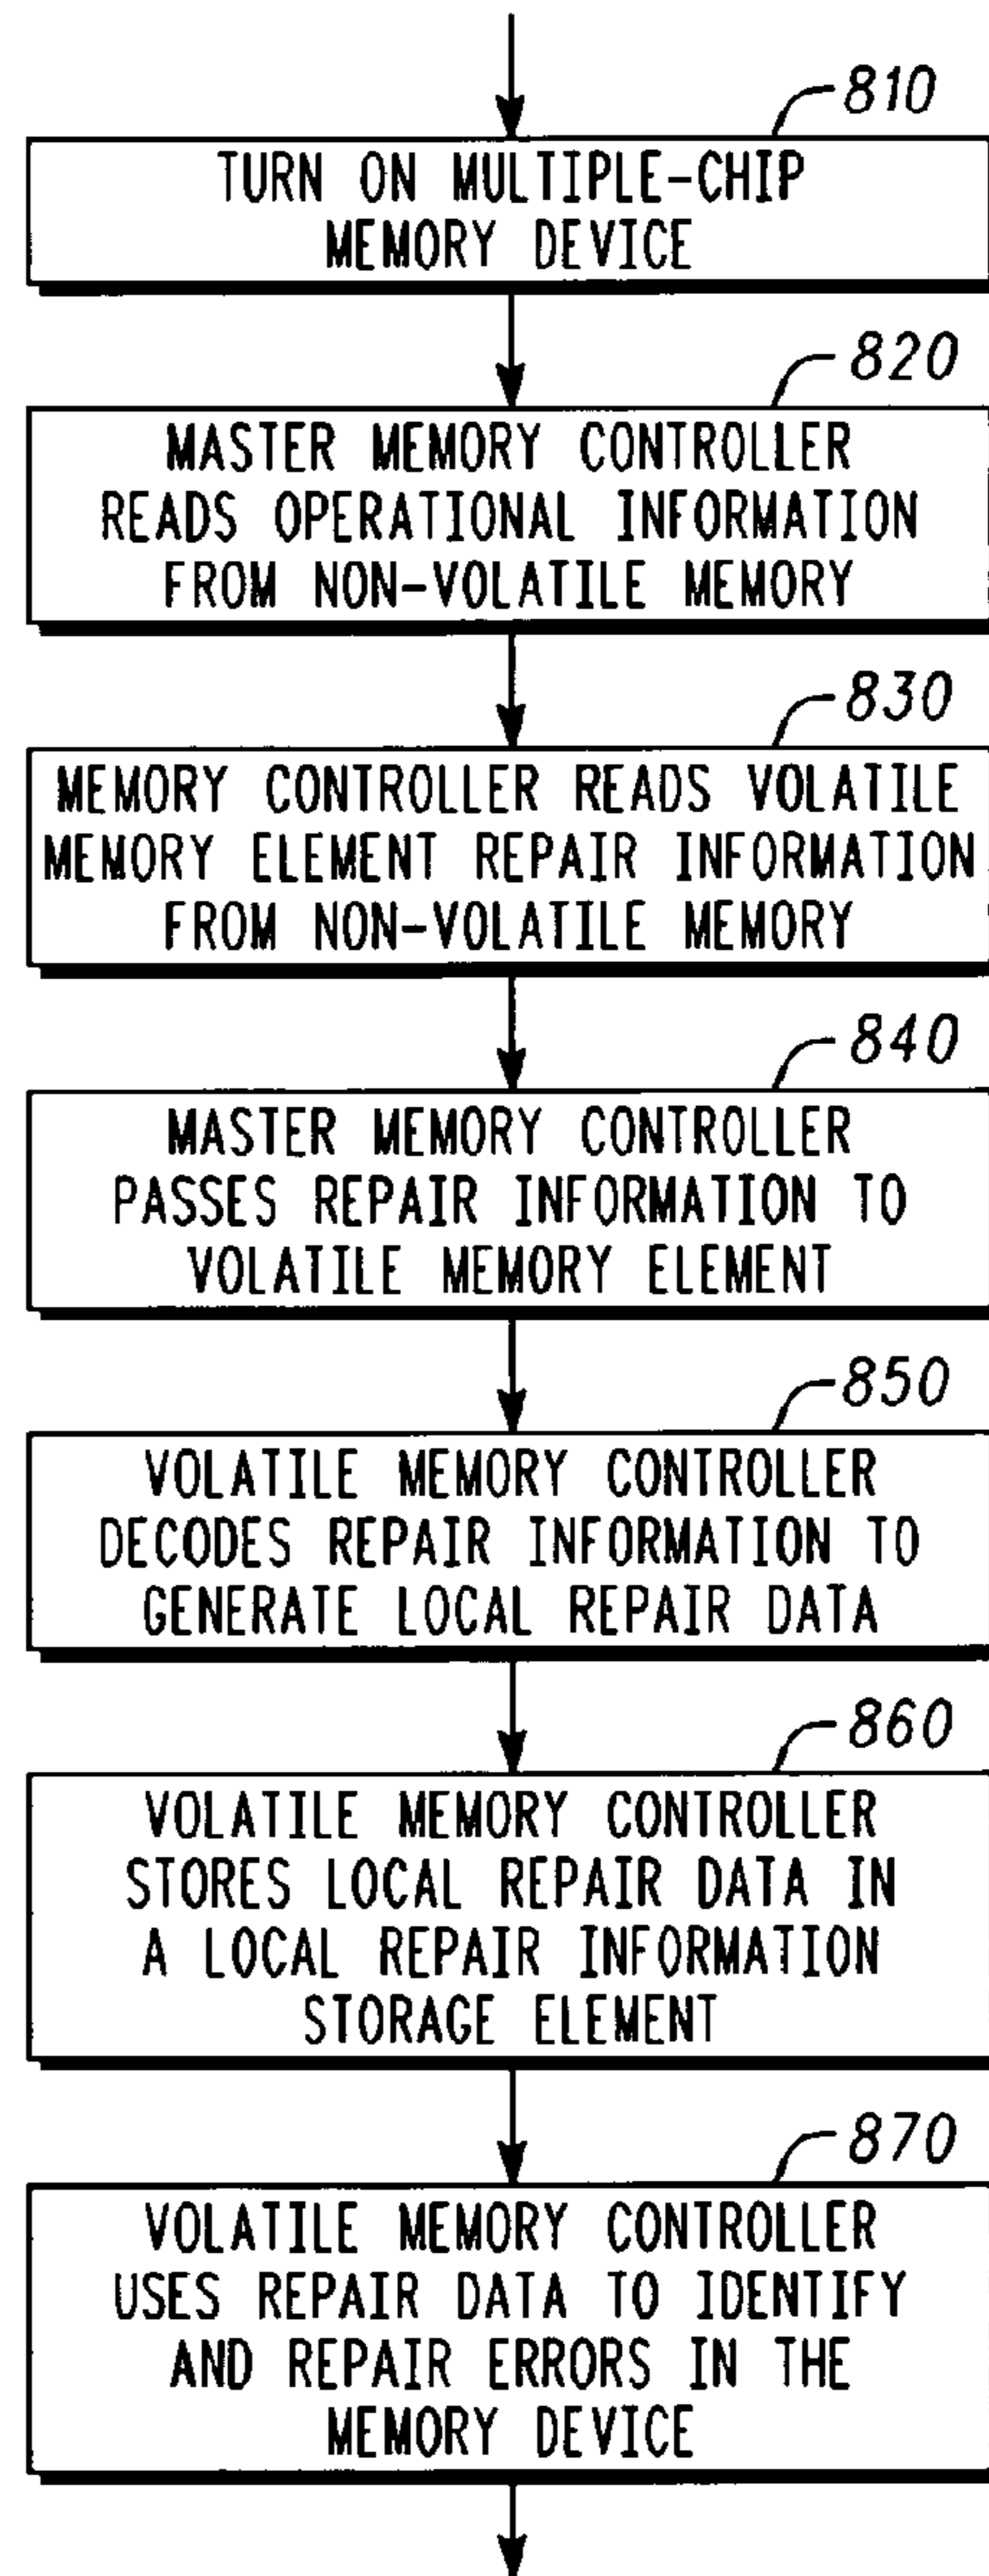 810
TURN ON MULTIPLE-CHIP
MEMORY DEVICE
820
MASTER MEMORY CONTROLLER
READS OPERATIONAL INFORMATION
FROM NON-VOLATILE MEMORY
830
MEMORY CONTROLLER READS VOLATILE
MEMORY ELEMENT REPAIR INFORMATION
FROM NON-VOLATILE MEMORY
840
MASTER MEMORY CONTROLLER
PASSES REPAIR INFORMATION TO
VOLATILE MEMORY ELEMENT
850
VOLATILE MEMORY CONTROLLER
DECODES REPAIR INFORMATION TO
GENERATE LOCAL REPAIR DATA
860
VOLATILE MEMORY CONTROLLER
STORES LOCAL REPAIR DATA IN
A LOCAL REPAIR INFORMATION
STORAGE ELEMENT
870
VOLATILE MEMORY CONTROLLER
USES REPAIR DATA TO IDENTIFY
AND REPAIR ERRORS IN THE
MEMORY DEVICE